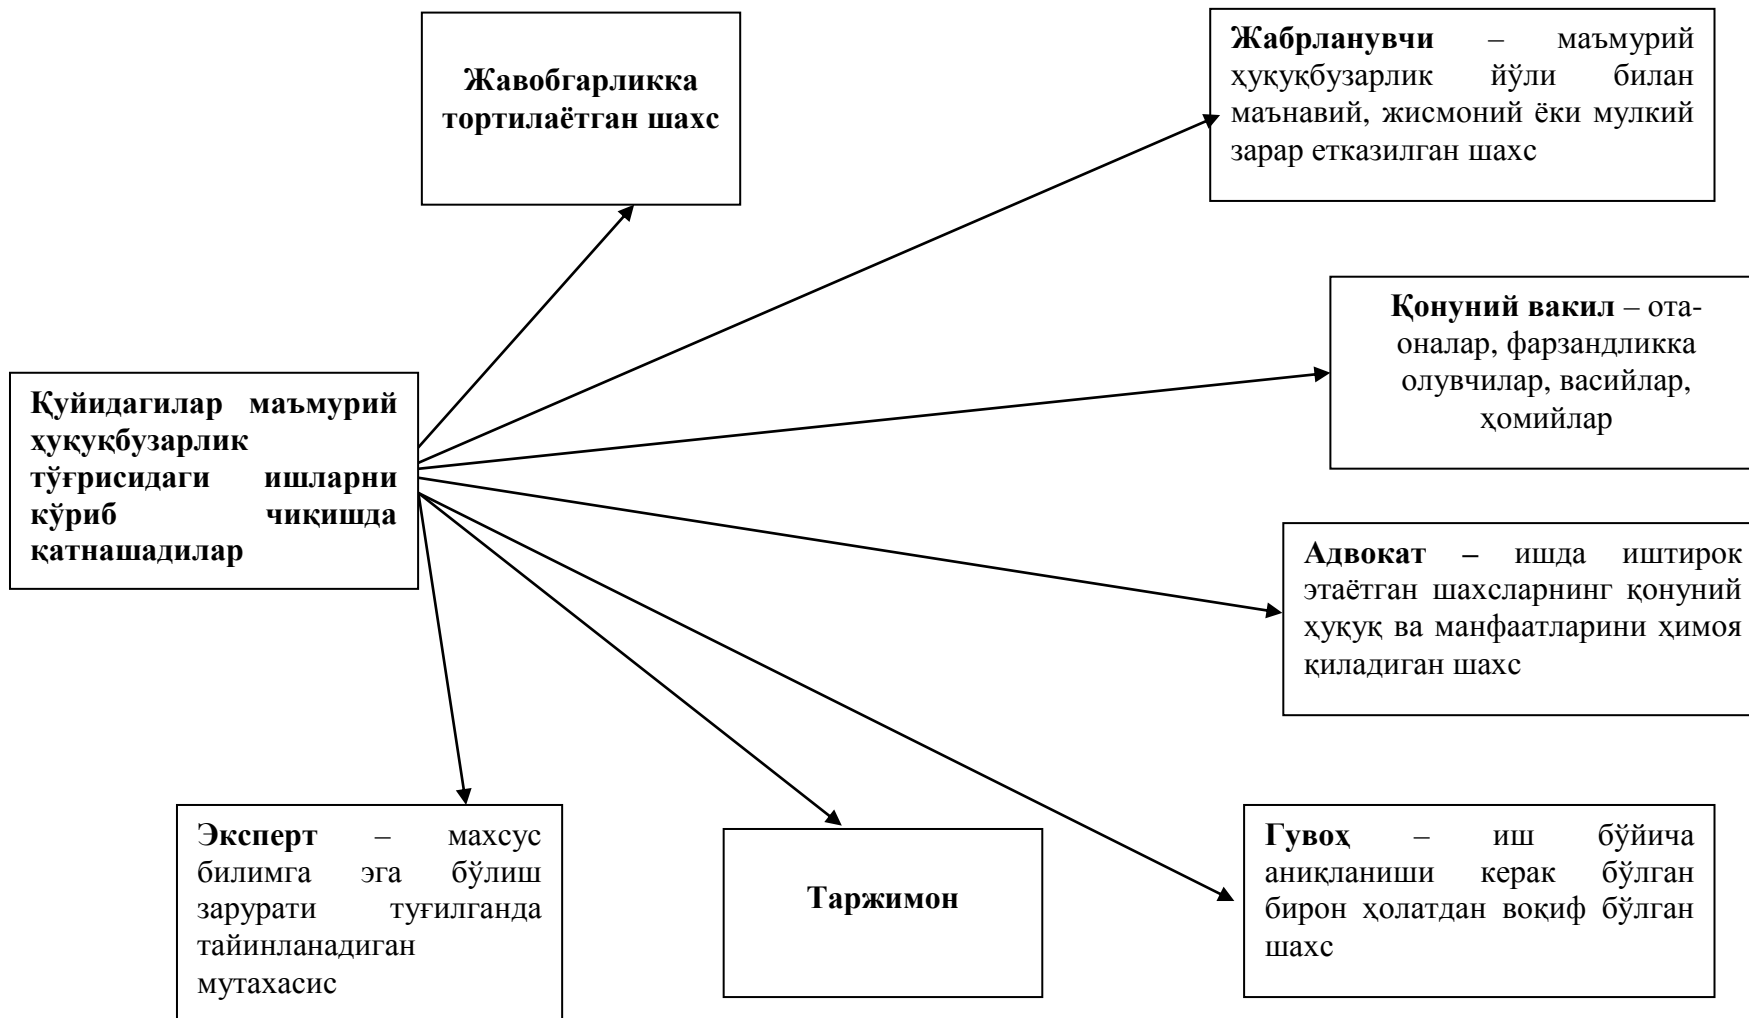 Жавобгарликка
тортилаётган шахс
Жабрланувчи – маъмурий
ҳуқуқбузарлик йўли билан
маънавий, жисмоний ёки мулкий
зарар етказилган шахс
Қонуний вакил – ота-
оналар, фарзандликка
олувчилар, васийлар,
ҳомийлар
Қуйидагилар маъмурий
ҳуқуқбузарлик
тўғрисидаги ишларни
кўриб чиқишда
қатнашадилар
Адвокат – ишда иштирок
этаётган шахсларнинг қонуний
ҳуқуқ ва манфаатларини ҳимоя
қиладиган шахс
Эксперт – махсус
билимга эга бўлиш
зарурати туғилганда
тайинланадиган
мутахасис
Таржимон
Гувоҳ – иш бўйича
аниқланиши керак бўлган
бирон ҳолатдан воқиф бўлган
шахс